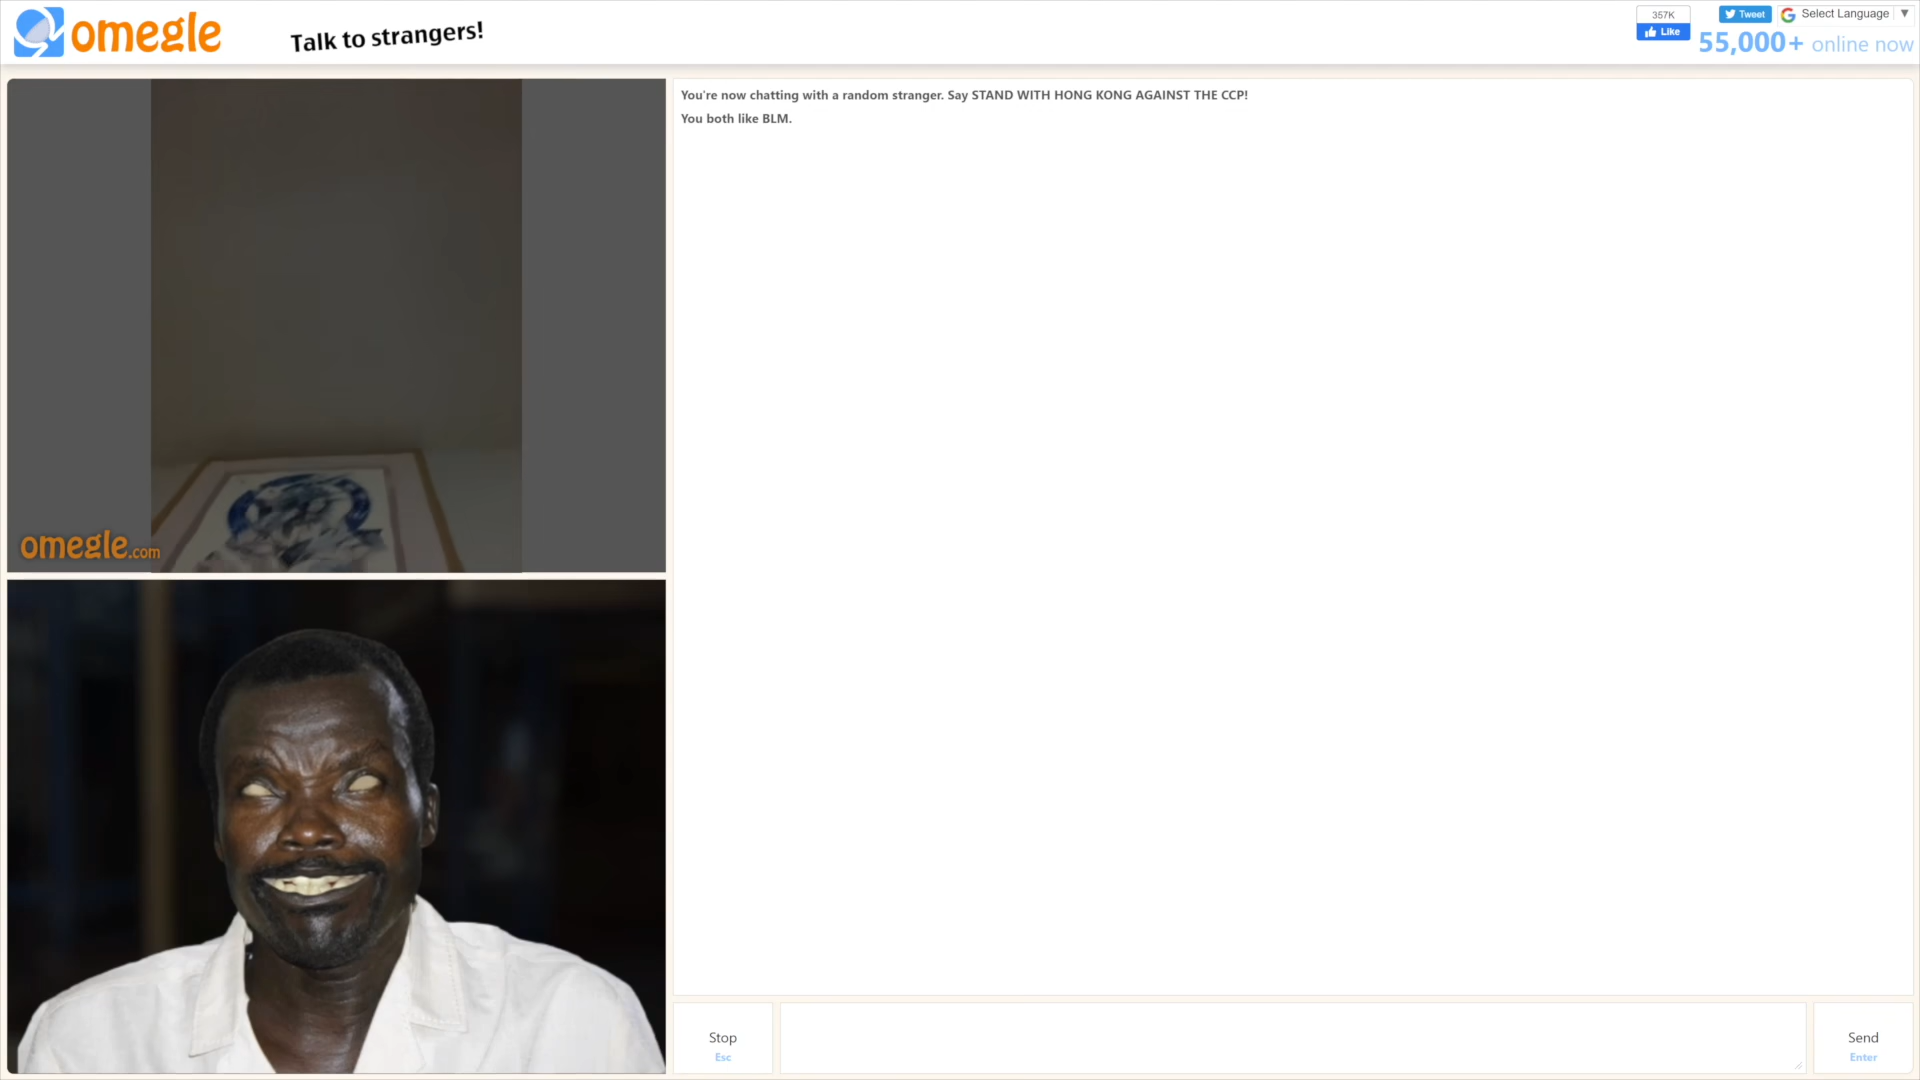 omegle
Talk to strangers!
357K
Like
Tweet
Select Language ▼
55,000+ online now
You're now chatting with a random stranger. Say STAND WITH HONG KONG AGAINST THE CCP!
You both like BLM.
omegle.com
Stop
Esc
Send
Enter